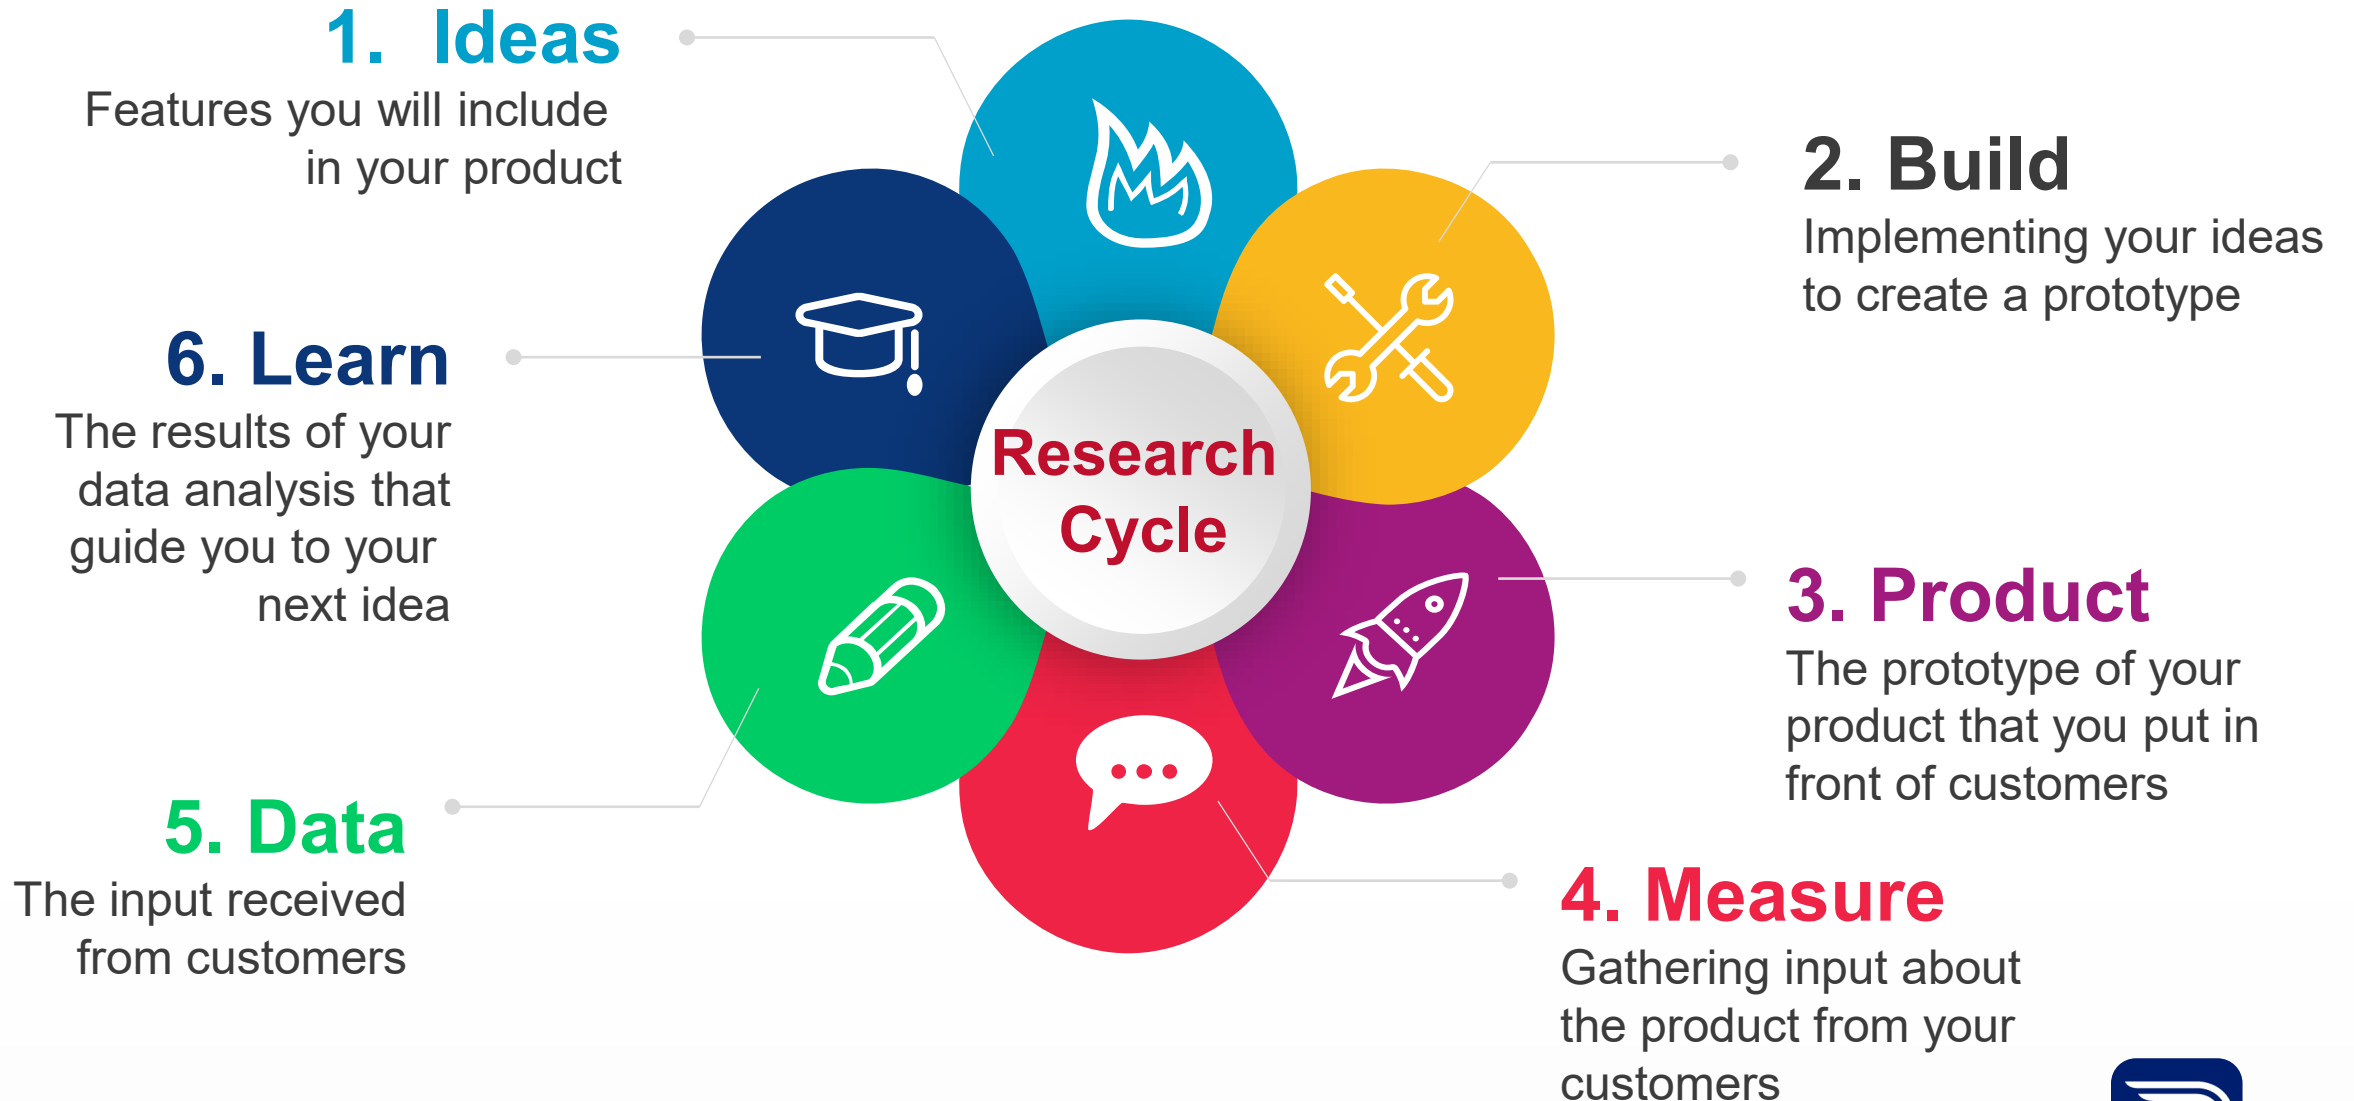 1. Ideas
Features you will include
in your product
2. Build
Implementing your ideas
to create a prototype
3. Product
The prototype of your
product that you put in
front of customers
4. Measure
Gathering input about
the product from your
customers
5. Data
The input received
from customers
6. Learn
The results of your
data analysis that
guide you to your
next idea
Research
Cycle